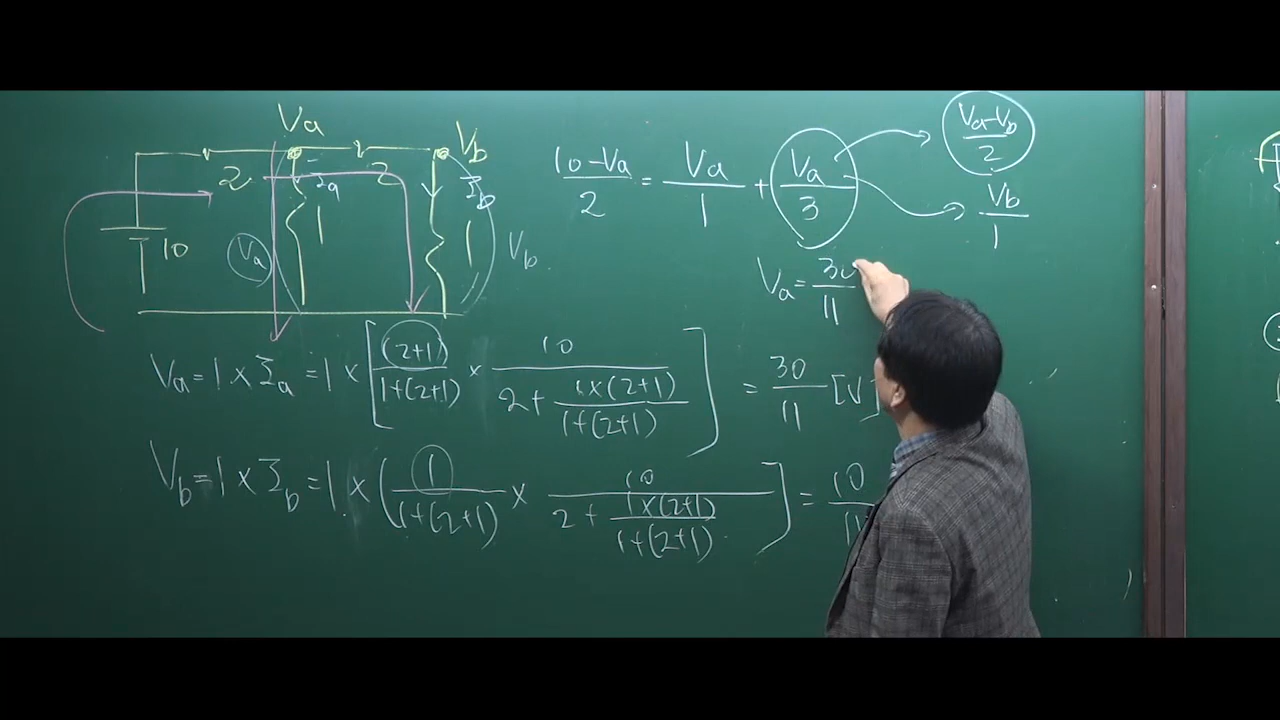 Va
Vb
2
2
Ia
Ib
10
1
1
Va
Vb
(10-Va)/2 = Va/1 + Va/3
(Va-Vb)/2
Vb/1
Va = 30/11
Va = 1 × Ia = 1 × [(2+1)/(1+(2+1)) × 10/(2 + (1×(2+1))/(1+(2+1)))] = 30/11 [V]
Vb = 1 × Ib = 1 × (1/(1+(2+1)) × 10/(2 + (1×(2+1))/(1+(2+1)))] = 10/11